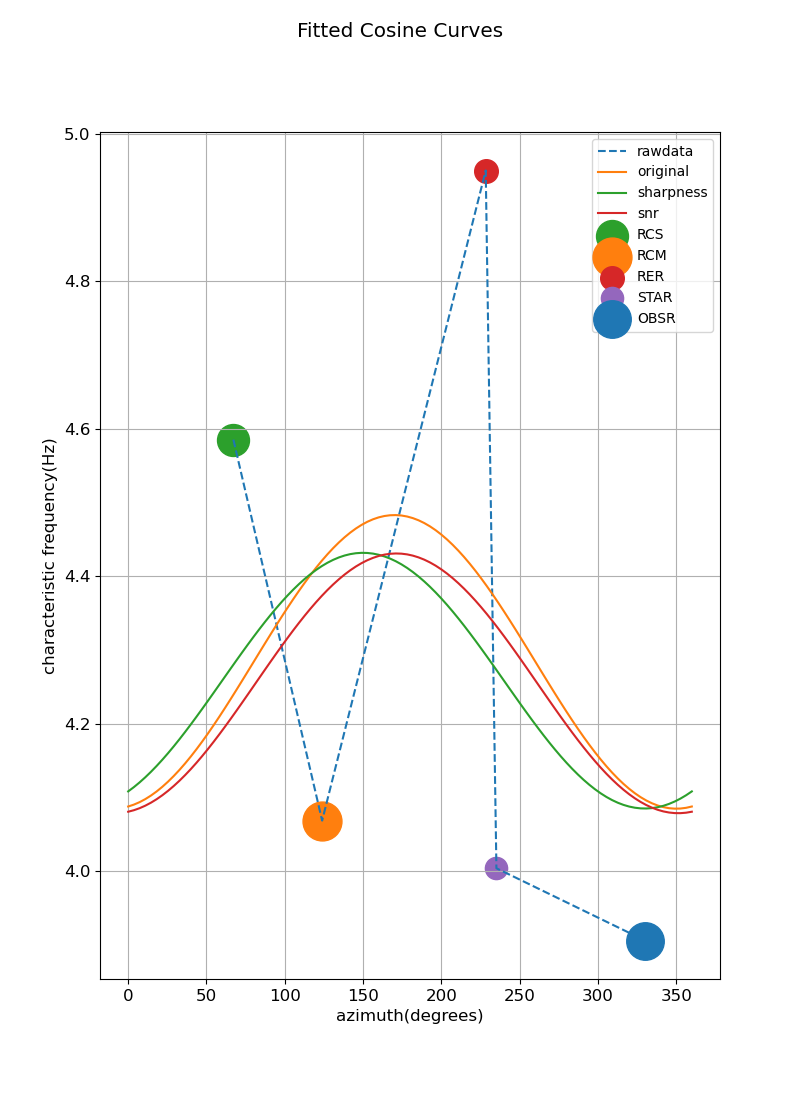 Fitted Cosine Curves
5.0
4.8
4.6
4.4
4.2
4.0
characteristic frequency(Hz)
rawdata
original
sharpness
snr
RCS
RCM
RER
STAR
OBSR
0 50 100 150 200 250 300 350
azimuth(degrees)